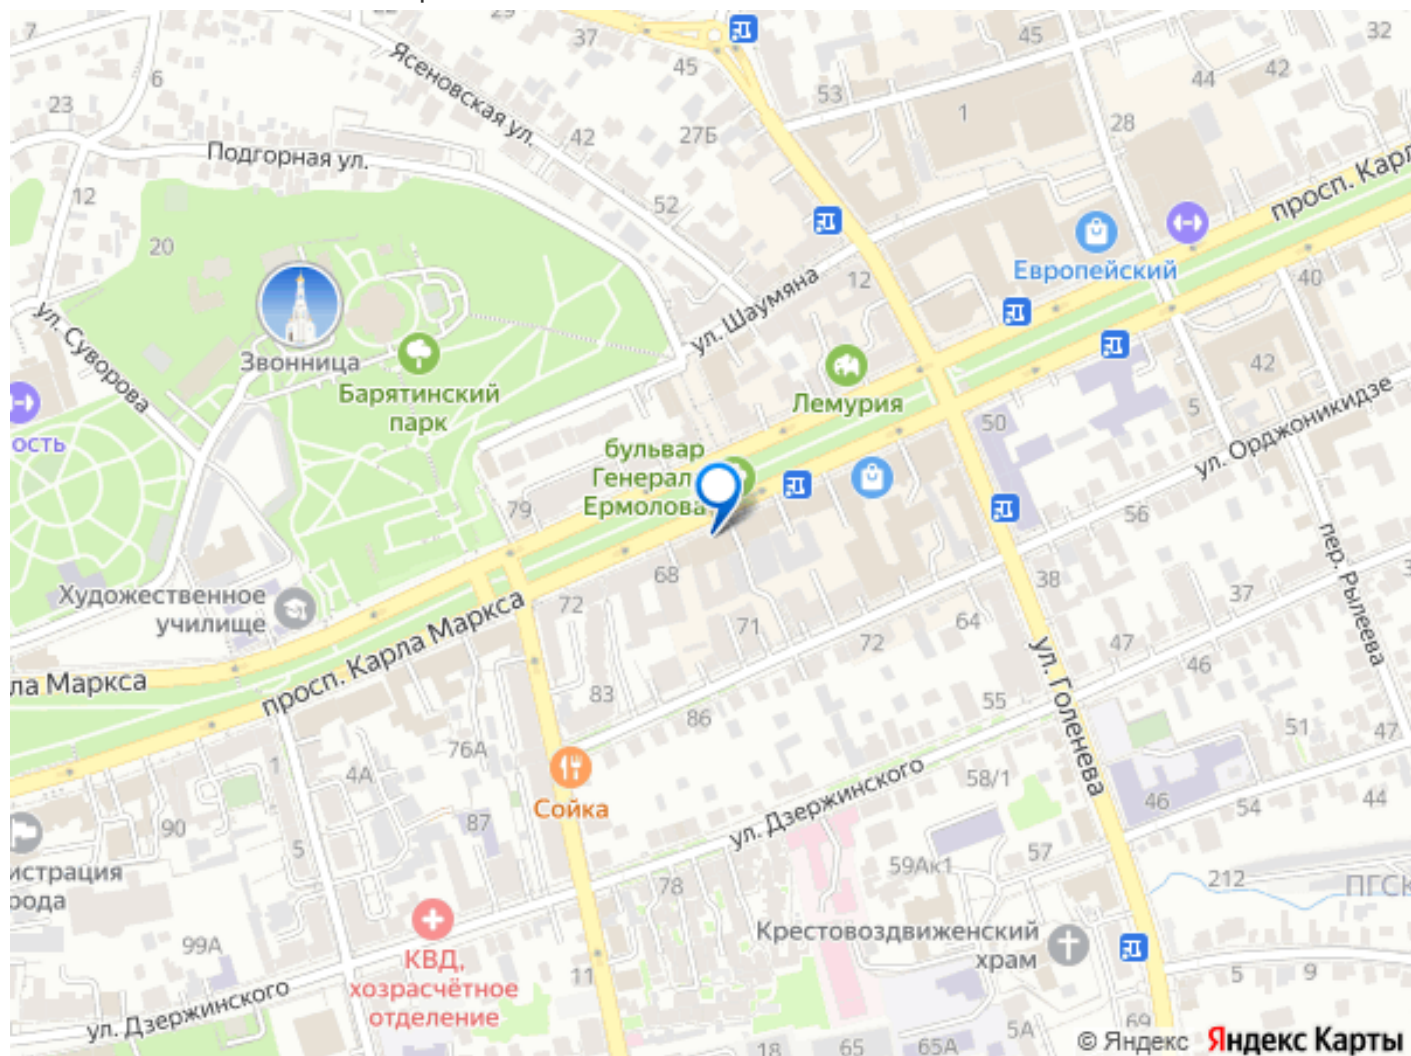 7
37
45
32
Ясеновская ул.
45
44
42
6
53
23
42
27Б
1
28
Подгорная ул.
просп. Карл
12
52
20
Европейский
12
40
ул. Шаумяна
ул. Суворова
Звонница
Барятинский
парк
42
Лемурия
5
50
ость
бульвар
Генерал
Ермолова
ул. Орджоникидзе
79
56
68
38
пер. Рылеева
37
Художественное
училище
72
просп. Карла Маркса
71
72
64
47
46
ла Маркса
ул. Голенева
83
86
55
51
47
76А
1
4А
58/1
46
54
44
Сойка
ул. Дзержинского
90
87
5
57
59Ак1
истрация
рода
78
212
ПГСК
КВД,
хозрасчётное
отделение
99А
Крестовоздвиженский
храм
11
5
9
ул. Дзержинского
5А
69
18
65
65А
© Яндекс Яндекс Карты